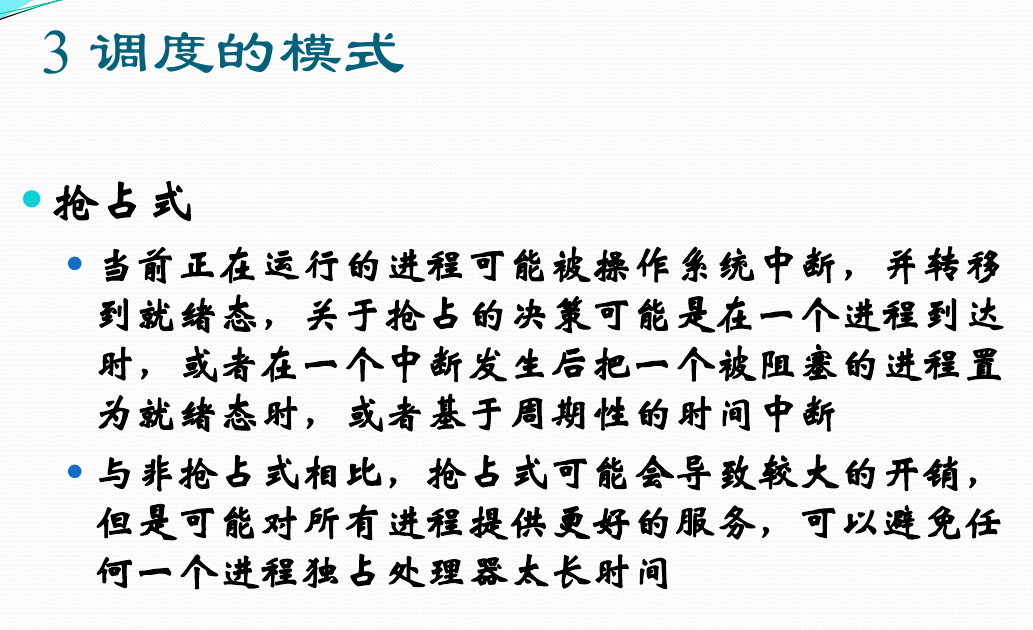 3 调度的模式
抢占式
当前正在运行的进程可能被操作系统中断，并转移
到就绪态，关于抢占的决策可能是在一个进程到达
时，或者在一个中断发生后把一个被阻塞的进程置
为就绪态时，或者基于周期性的时间中断
与非抢占式相比，抢占式可能会导致较大的开销，
但是可能对所有进程提供更好的服务，可以避免任
何一个进程独占处理器太长时间